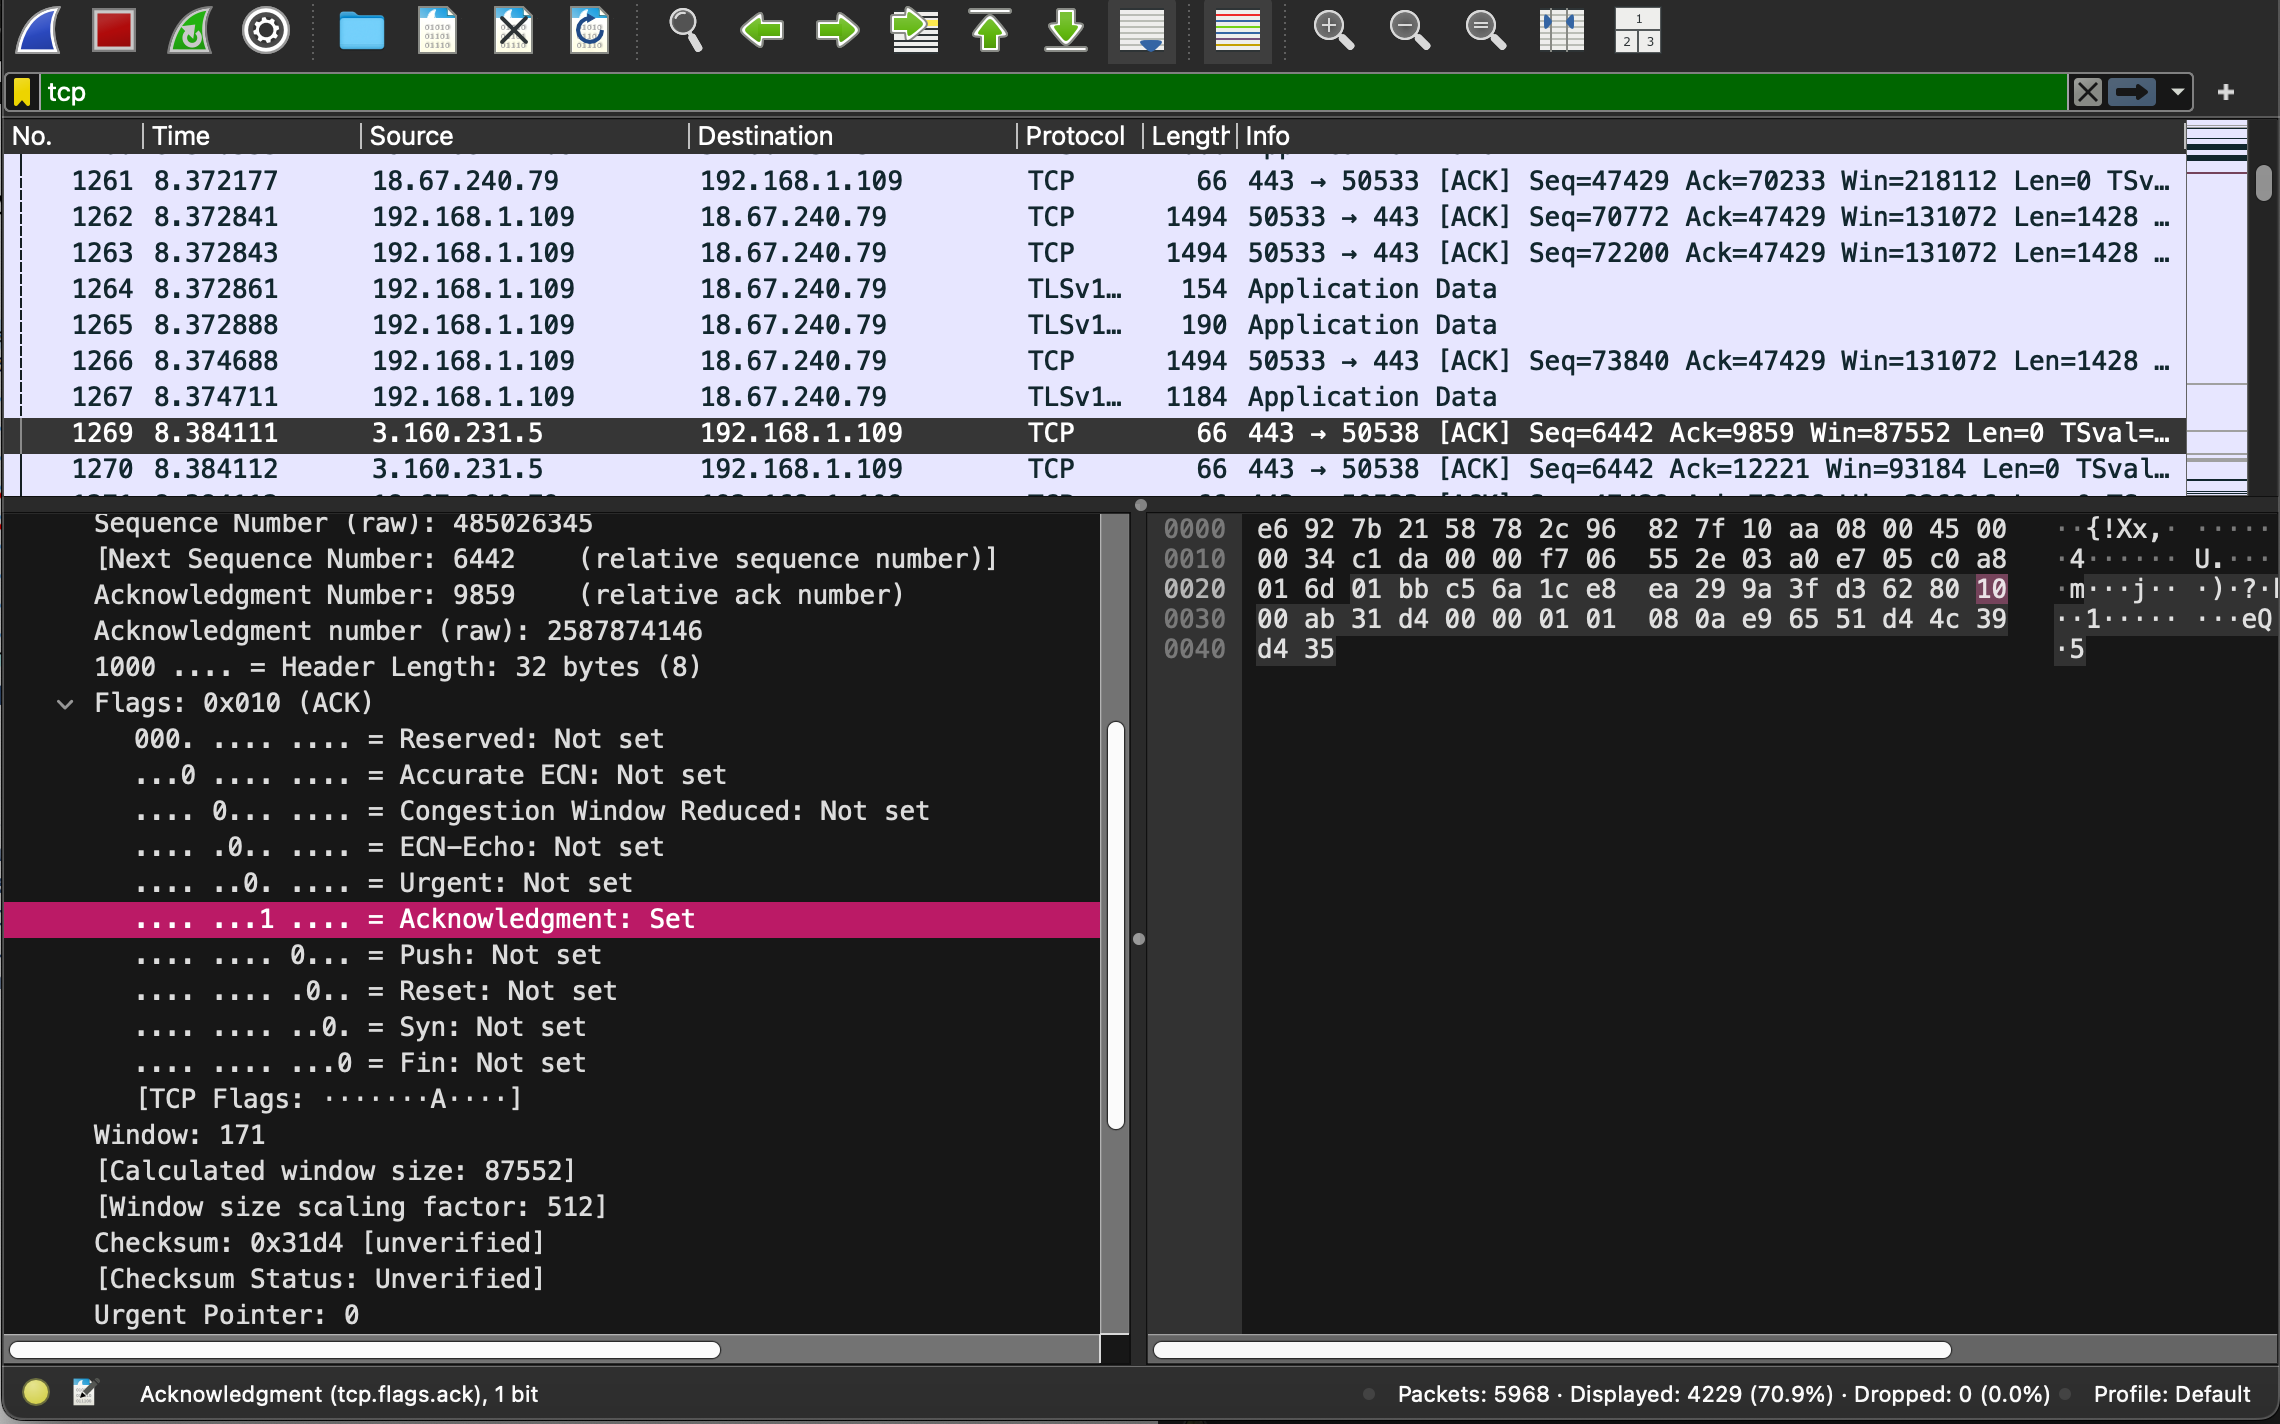 tcp
No. Time Source Destination Protocol Length Info
1261 8.372177 18.67.240.79 192.168.1.109 TCP 66 443 → 50533 [ACK] Seq=47429 Ack=70233 Win=218112 Len=0 TSv…
1262 8.372841 192.168.1.109 18.67.240.79 TCP 1494 50533 → 443 [ACK] Seq=70772 Ack=47429 Win=131072 Len=1428 …
1263 8.372843 192.168.1.109 18.67.240.79 TCP 1494 50533 → 443 [ACK] Seq=72200 Ack=47429 Win=131072 Len=1428 …
1264 8.372861 192.168.1.109 18.67.240.79 TLSv1… 154 Application Data
1265 8.372888 192.168.1.109 18.67.240.79 TLSv1… 190 Application Data
1266 8.374688 192.168.1.109 18.67.240.79 TCP 1494 50533 → 443 [ACK] Seq=73840 Ack=47429 Win=131072 Len=1428 …
1267 8.374711 192.168.1.109 18.67.240.79 TLSv1… 1184 Application Data
1269 8.384111 3.160.231.5 192.168.1.109 TCP 66 443 → 50538 [ACK] Seq=6442 Ack=9859 Win=87552 Len=0 TSval=…
1270 8.384112 3.160.231.5 192.168.1.109 TCP 66 443 → 50538 [ACK] Seq=6442 Ack=12221 Win=93184 Len=0 TSval…
Sequence Number (raw): 485026345
[Next Sequence Number: 6442    (relative sequence number)]
Acknowledgment Number: 9859    (relative ack number)
Acknowledgment number (raw): 2587874146
1000 .... = Header Length: 32 bytes (8)
Flags: 0x010 (ACK)
000. .... .... = Reserved: Not set
...0 .... .... = Accurate ECN: Not set
.... 0... .... = Congestion Window Reduced: Not set
.... .0.. .... = ECN-Echo: Not set
.... ..0. .... = Urgent: Not set
.... ...1 .... = Acknowledgment: Set
.... .... 0... = Push: Not set
.... .... .0.. = Reset: Not set
.... .... ..0. = Syn: Not set
.... .... ...0 = Fin: Not set
[TCP Flags: ·······A····]
Window: 171
[Calculated window size: 87552]
[Window size scaling factor: 512]
Checksum: 0x31d4 [unverified]
[Checksum Status: Unverified]
Urgent Pointer: 0
0000 e6 92 7b 21 58 78 2c 96 82 7f 10 aa 08 00 45 00 ··{!Xx,· ·····
0010 00 34 c1 da 00 00 f7 06 55 2e 03 a0 e7 05 c0 a8 ·4······ U.···
0020 01 6d 01 bb c5 6a 1c e8 ea 29 9a 3f d3 62 80 10 ·m···j·· ·)·?·
0030 00 ab 31 d4 00 00 01 01 08 0a e9 65 51 d4 4c 39 ··1····· ···eQ
0040 d4 35 ·5
Acknowledgment (tcp.flags.ack), 1 bit
Packets: 5968 · Displayed: 4229 (70.9%) · Dropped: 0 (0.0%)
Profile: Default